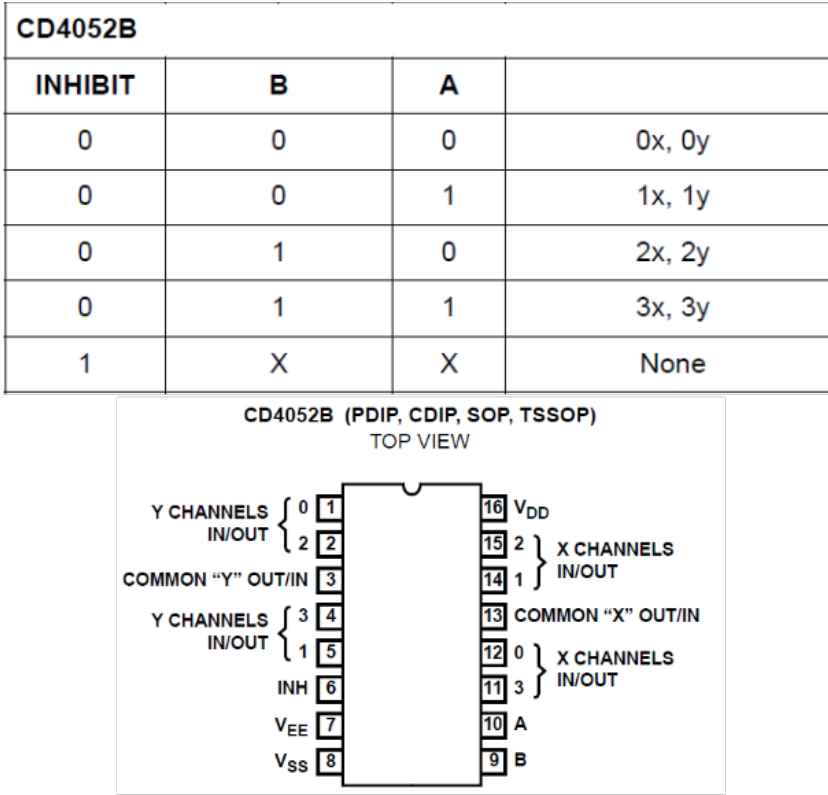 CD4052B
INHIBIT B A
0 0 0 0x, 0y
0 0 1 1x, 1y
0 1 0 2x, 2y
0 1 1 3x, 3y
1 X X None
CD4052B (PDIP, CDIP, SOP, TSSOP)
TOP VIEW
Y CHANNELS
IN/OUT
0 1
2 2
COMMON “Y” OUT/IN 3
Y CHANNELS
IN/OUT
3 4
1 5
INH 6
VEE 7
VSS 8
16 VDD
15 2
14 1
X CHANNELS
IN/OUT
13 COMMON “X” OUT/IN
12 0
11 3
X CHANNELS
IN/OUT
10 A
9 B